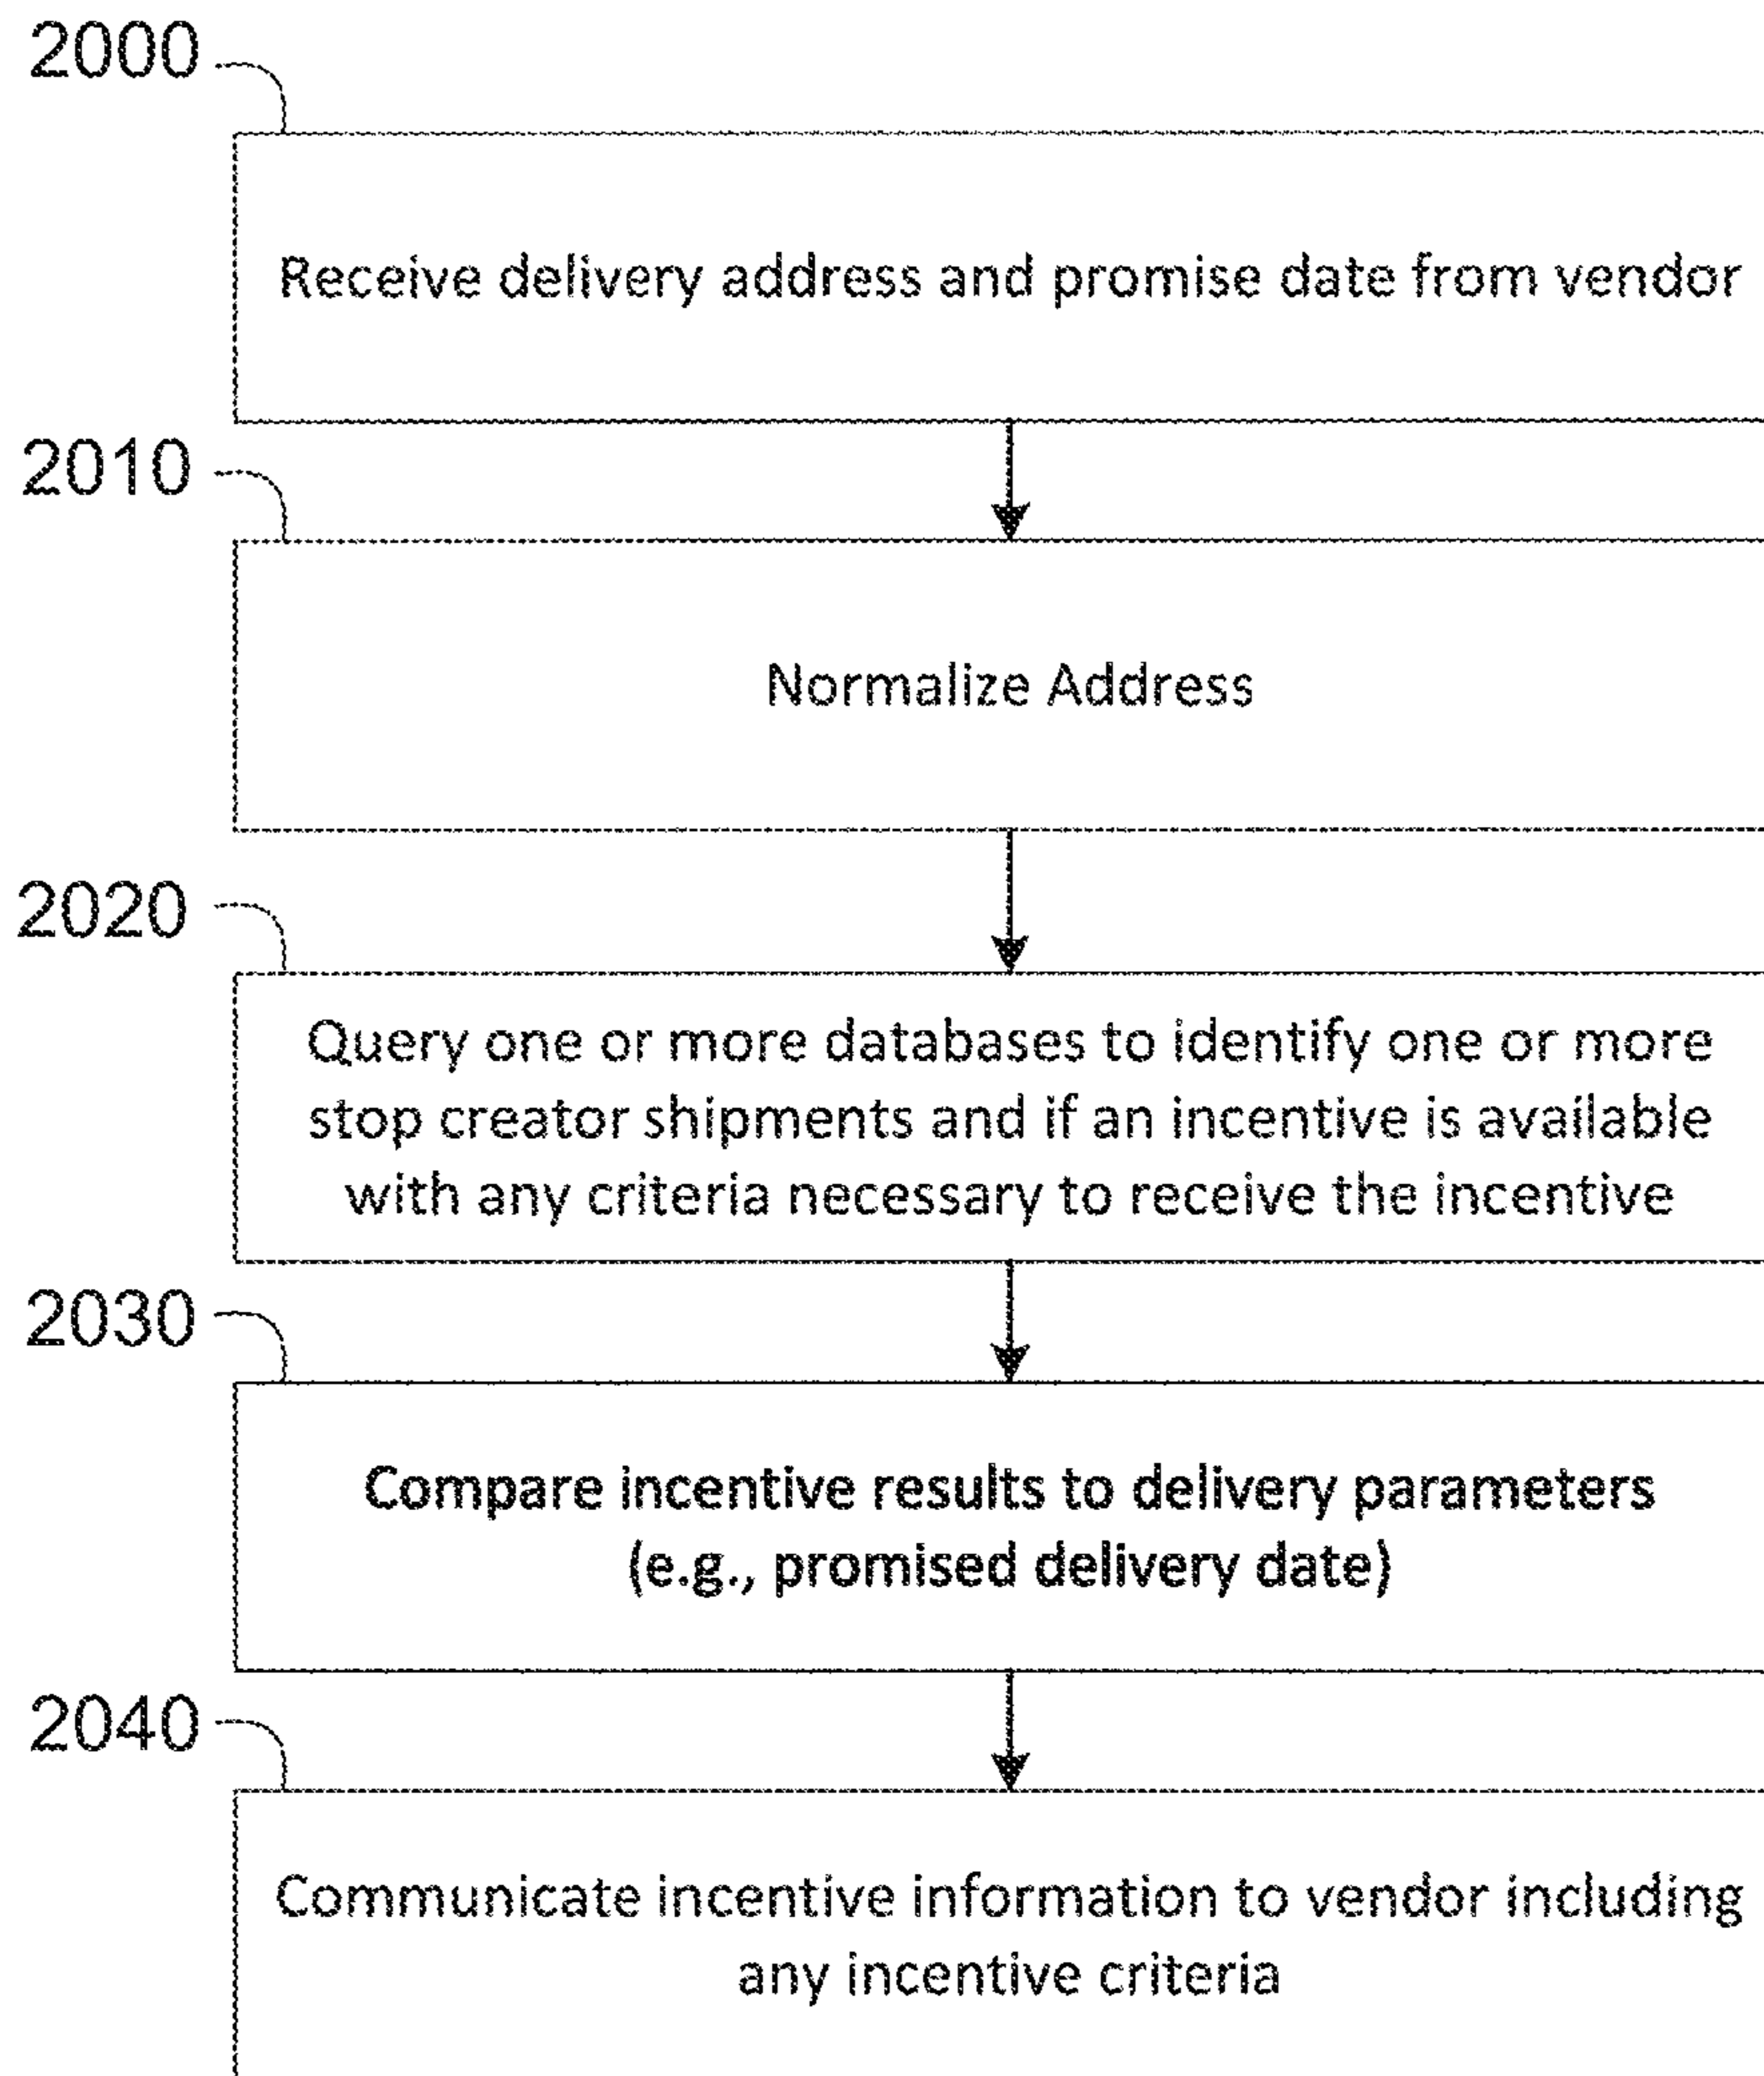 2000
Receive delivery address and promise date from vendor
2010
Normalize Address
2020
Query one or more databases to identify one or more
stop creator shipments and if an incentive is available
with any criteria necessary to receive the incentive
2030
Compare incentive results to delivery parameters
(e.g., promised delivery date)
2040
Communicate incentive information to vendor including
any incentive criteria